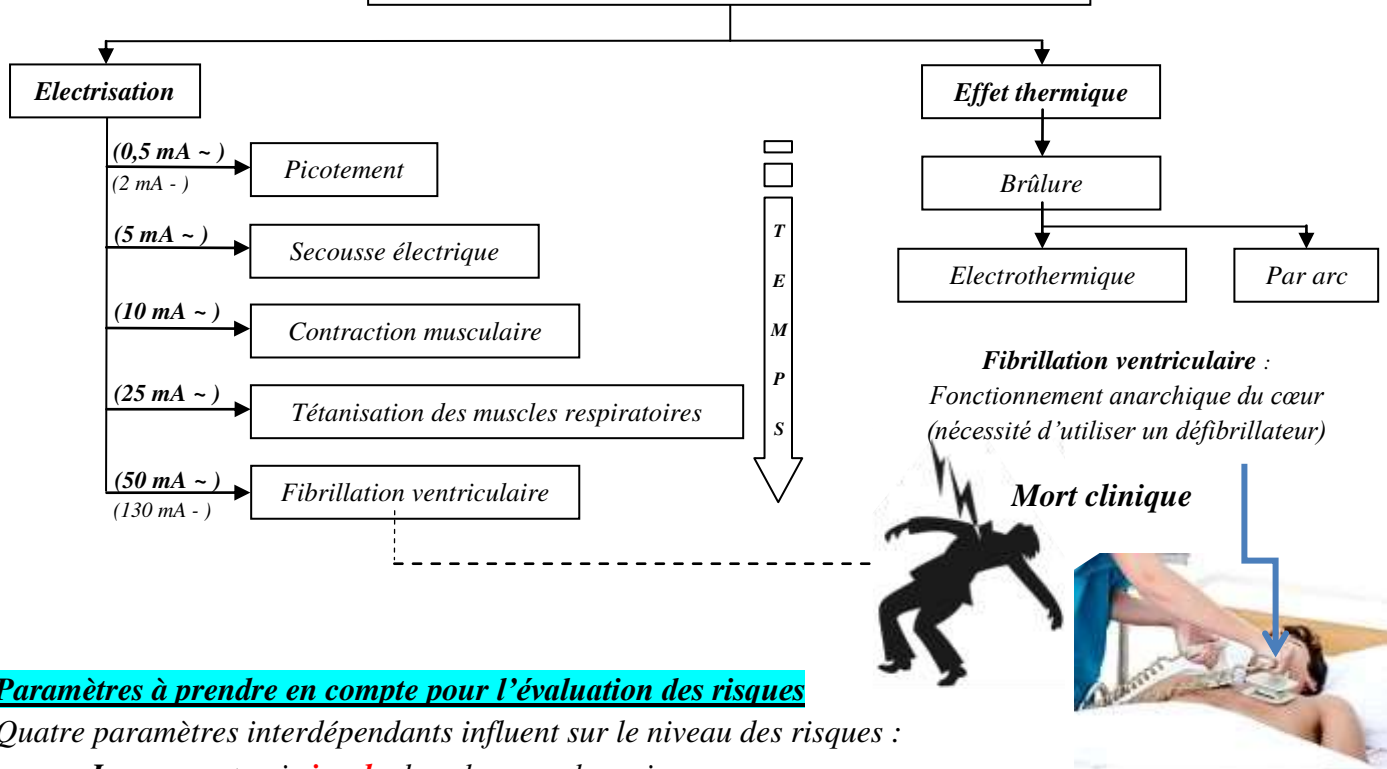 Electrisation
Effet thermique
(0,5 mA ~ )
(2 mA - )
Picotement
Brûlure
(5 mA ~ )
Secousse électrique
Electrothermique
Par arc
(10 mA ~ )
Contraction musculaire
(25 mA ~ )
Tétanisation des muscles respiratoires
(50 mA ~ )
(130 mA - )
Fibrillation ventriculaire
T
E
M
P
S
Fibrillation ventriculaire :
Fonctionnement anarchique du cœur
(nécessité d’utiliser un défibrillateur)
Mort clinique
Paramètres à prendre en compte pour l’évaluation des risques
Quatre paramètres interdépendants influent sur le niveau des risques :